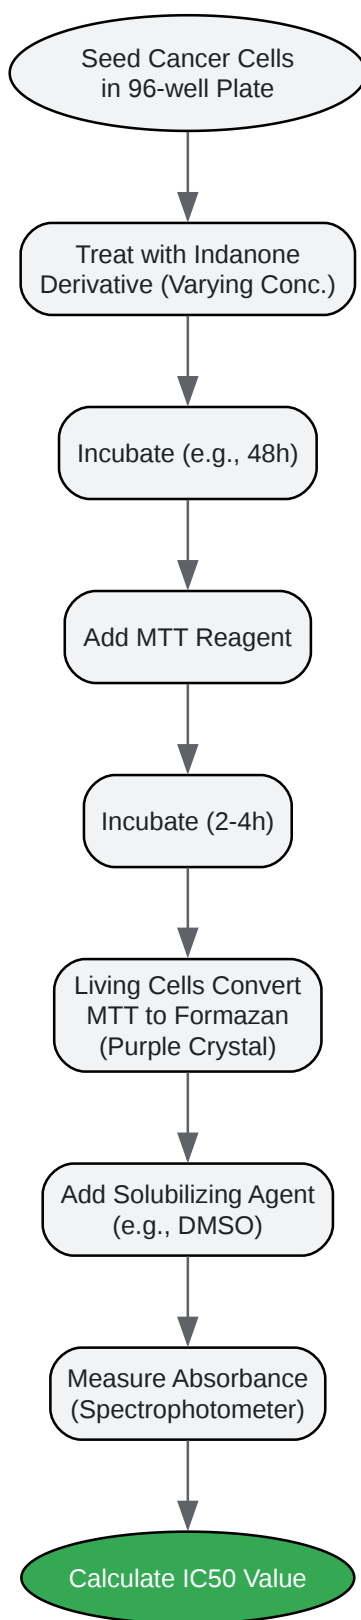 Seed Cancer Cells
in 96-well Plate
Treat with Indanone
Derivative (Varying Conc.)
Incubate (e.g., 48h)
Add MTT Reagent
Incubate (2-4h)
Living Cells Convert
MTT to Formazan
(Purple Crystal)
Add Solubilizing Agent
(e.g., DMSO)
Measure Absorbance
(Spectrophotometer)
Calculate IC50 Value